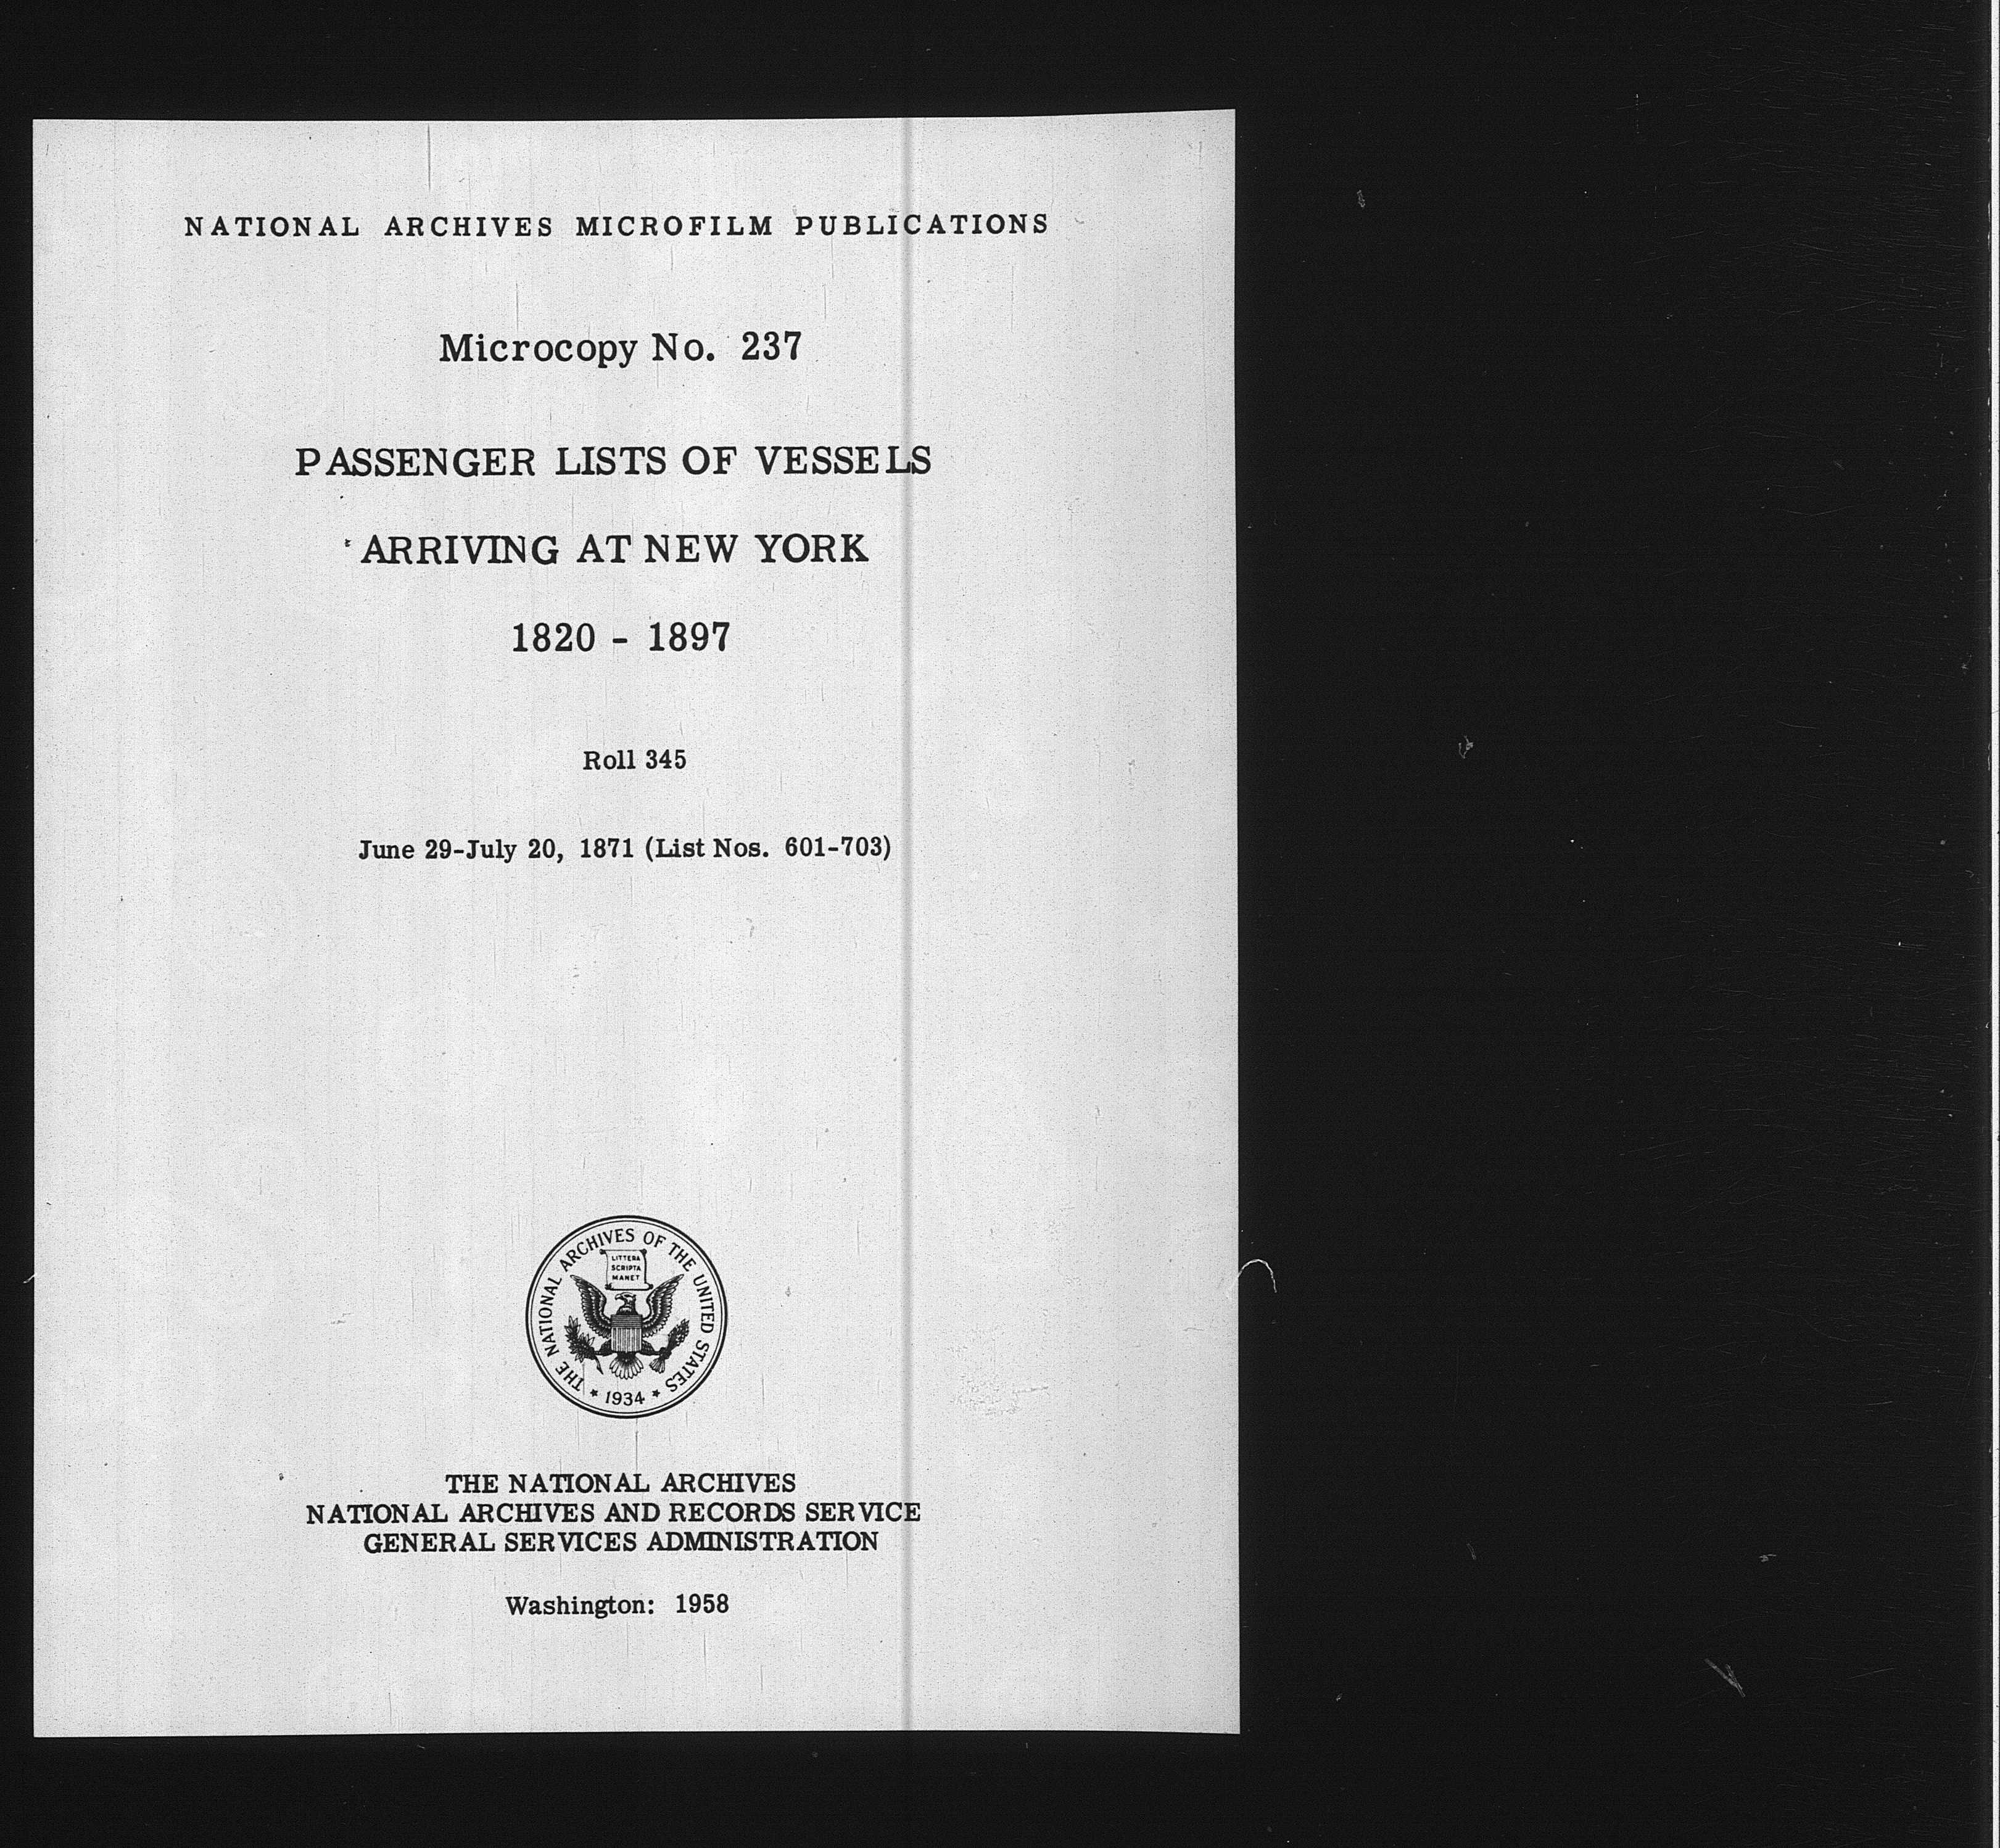 NATIONAL ARCHIVES MICROFILM PUBLICATIONS
Microcopy No. 237
PASSENGER LISTS OF VESSELS
ARRIVING AT NEW YORK
1820 - 1897
Roll 345
June 29-July 20, 1871 (List Nos. 601-703)
THE NATIONAL ARCHIVES OF THE UNITED STATES
LITTERA
SCRIPTA
MANET
★ 1934 ★
THE NATIONAL ARCHIVES
NATIONAL ARCHIVES AND RECORDS SERVICE
GENERAL SERVICES ADMINISTRATION
Washington: 1958